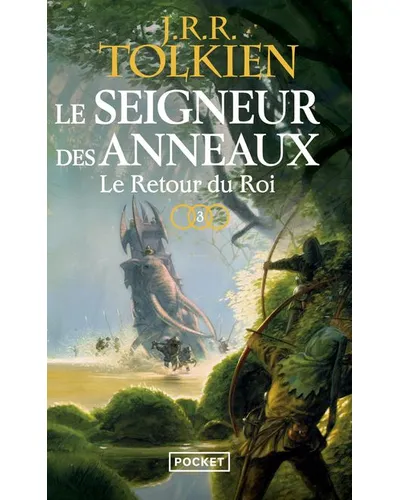 J.R.R.
TOLKIEN
LE SEIGNEUR
DES ANNEAUX
Le Retour du Roi
3
POCKET